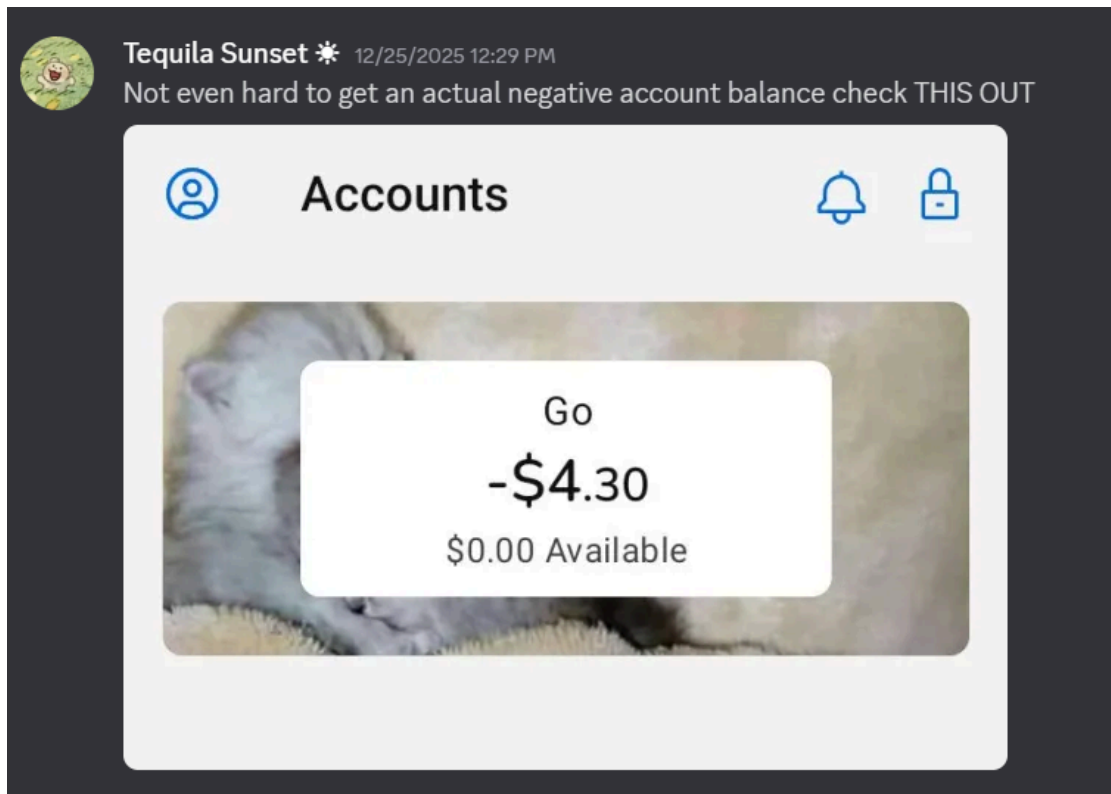 Tequila Sunset ☀ 12/25/2025 12:29 PM
Not even hard to get an actual negative account balance check THIS OUT
Accounts
Go
-$4.30
$0.00 Available